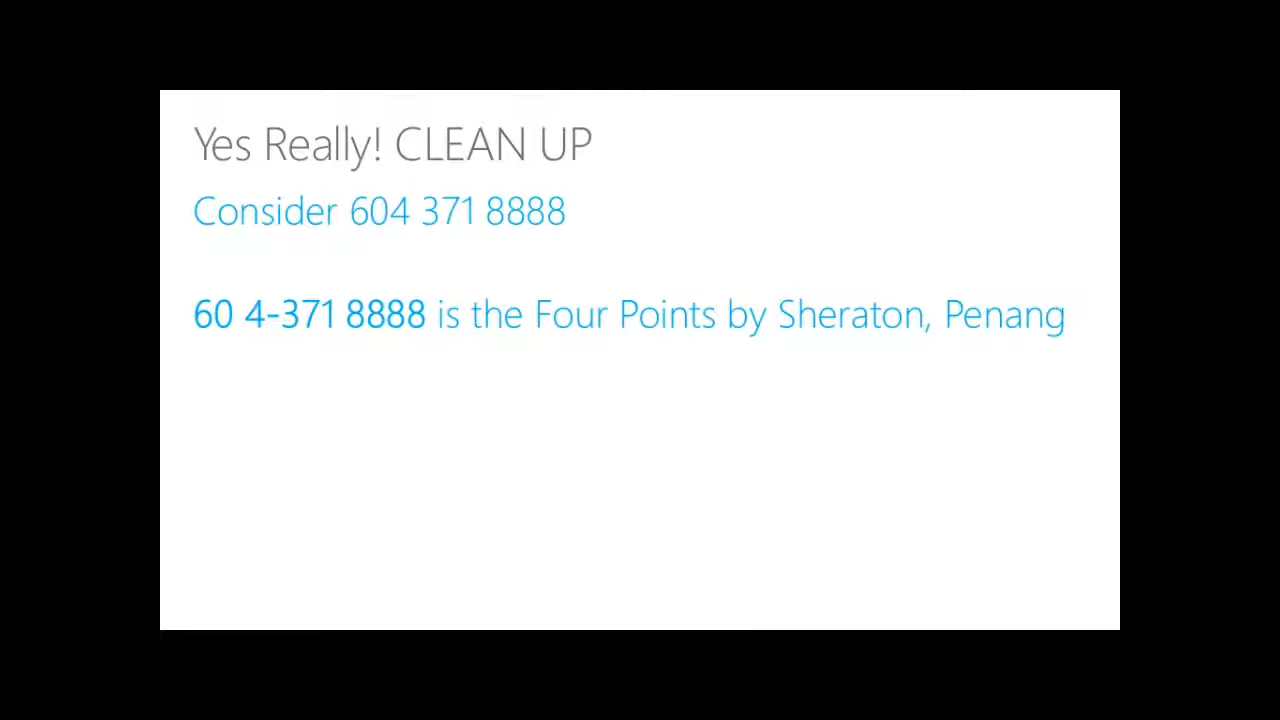 Yes Really! CLEAN UP
Consider 604 371 8888
60 4-371 8888 is the Four Points by Sheraton, Penang